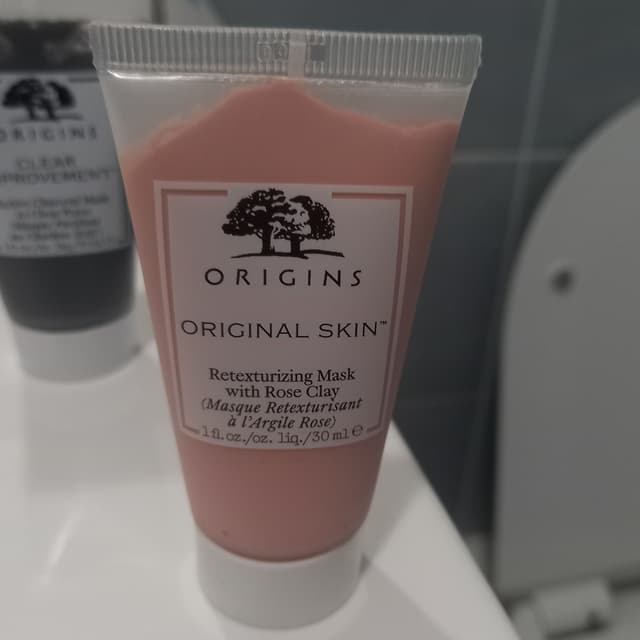 ORIGINS
ORIGINAL SKIN™
Retexturizing Mask
with Rose Clay
(Masque Retexturisant
à l'Argile Rose)
1 fl.oz./oz. liq./30 ml ℮
ORIGINS
CLEAR